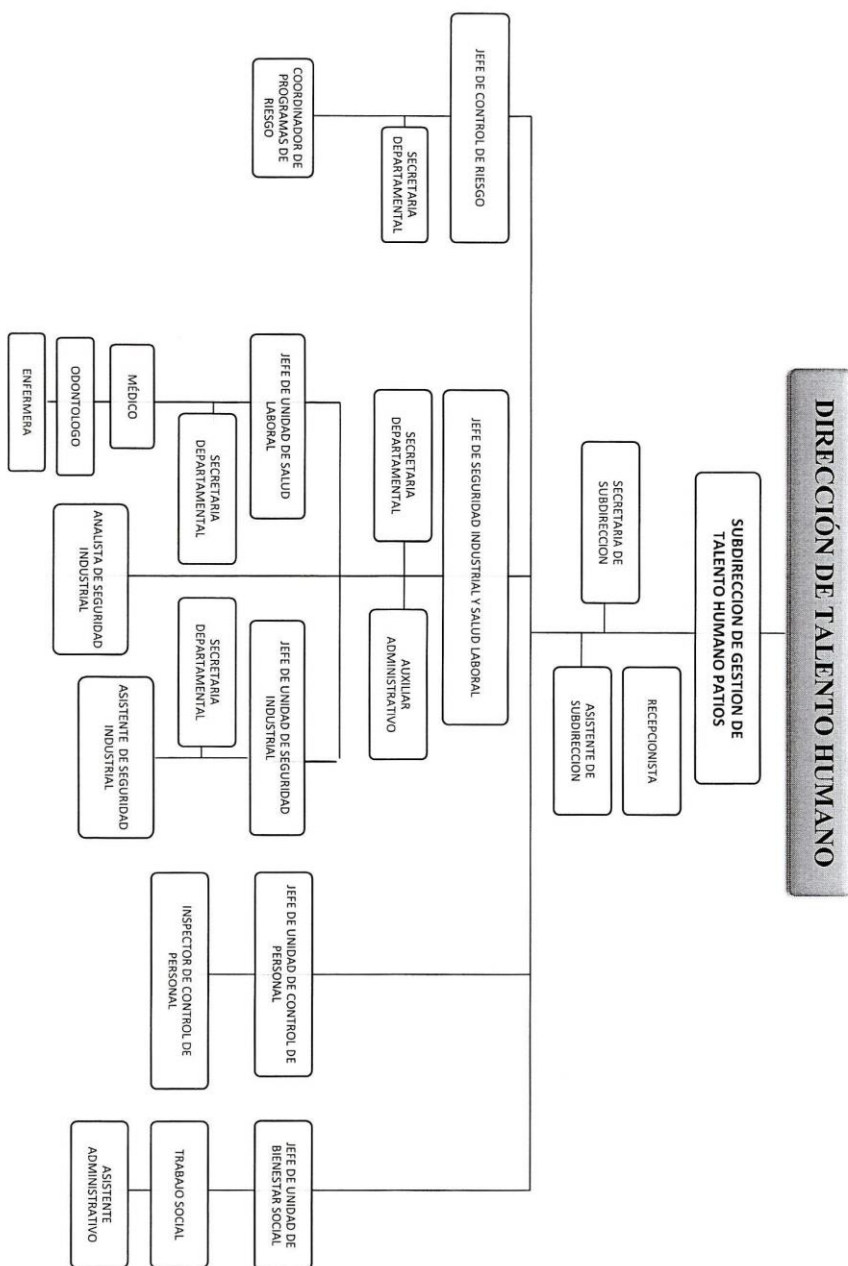 DIRECCIÓN DE TALENTO HUMANO
SUBDIRECCION DE GESTION DE
TALENTO HUMANO PATIOS
RECEPCIONISTA
SECRETARIA DE
SUBDIRECCION
ASISTENTE DE
SUBDIRECCION
JEFE DE CONTROL DE RIESGO
SECRETARIA
DEPARTAMENTAL
COORDINADOR DE
PROGRAMAS DE
RIESGO
JEFE DE SEGURIDAD INDUSTRIAL Y SALUD LABORAL
SECRETARIA
DEPARTAMENTAL
AUXILIAR
ADMINISTRATIVO
JEFE DE UNIDAD DE SALUD
LABORAL
SECRETARIA
DEPARTAMENTAL
MÉDICO
ODONTOLOGO
ENFERMERA
ANALISTA DE SEGURIDAD
INDUSTRIAL
JEFE DE UNIDAD DE SEGURIDAD
INDUSTRIAL
SECRETARIA
DEPARTAMENTAL
ASISTENTE DE SEGURIDAD
INDUSTRIAL
JEFE DE UNIDAD DE CONTROL DE
PERSONAL
INSPECTOR DE CONTROL DE
PERSONAL
JEFE DE UNIDAD DE
BIENESTAR SOCIAL
TRABAJO SOCIAL
ASISTENTE
ADMINISTRATIVO